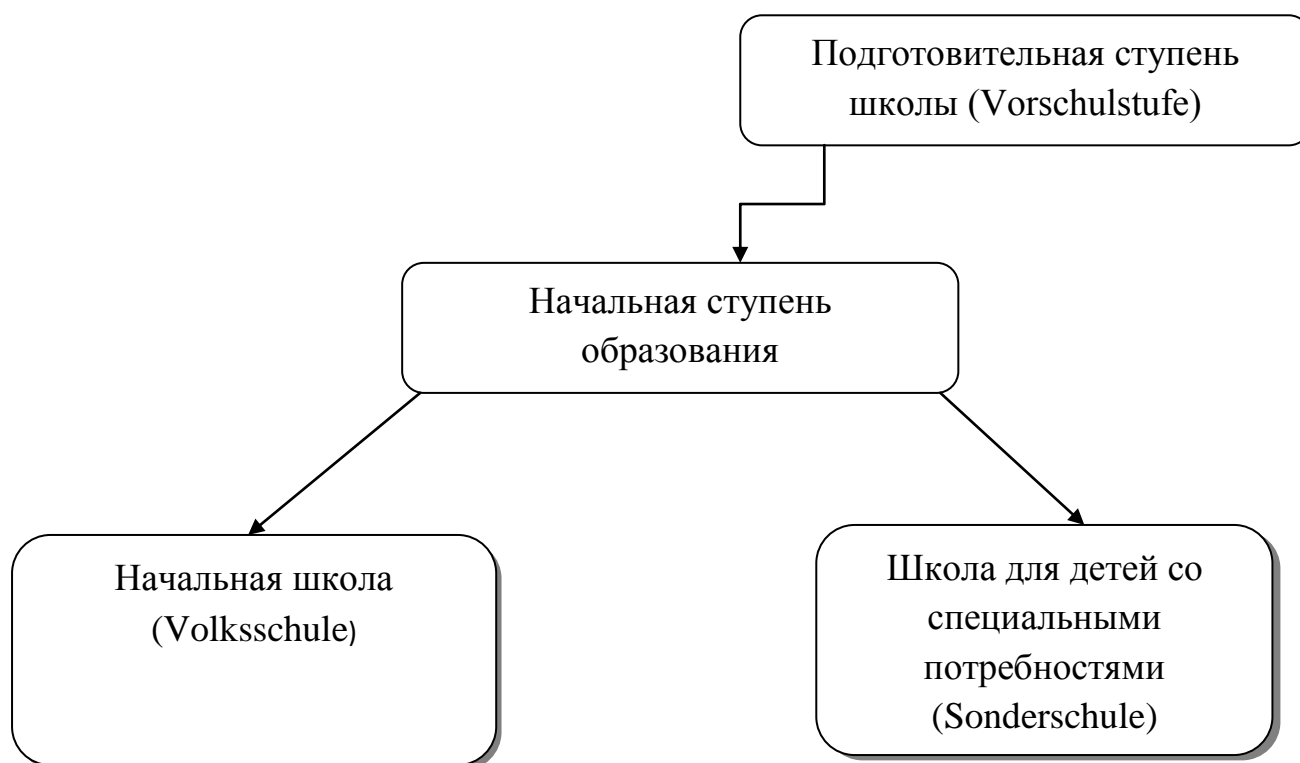 Подготовительная ступень
школы (Vorschulstufe)
Начальная ступень
образования
Начальная школа
(Volksschule)
Школа для детей со
специальными
потребностями
(Sonderschule)